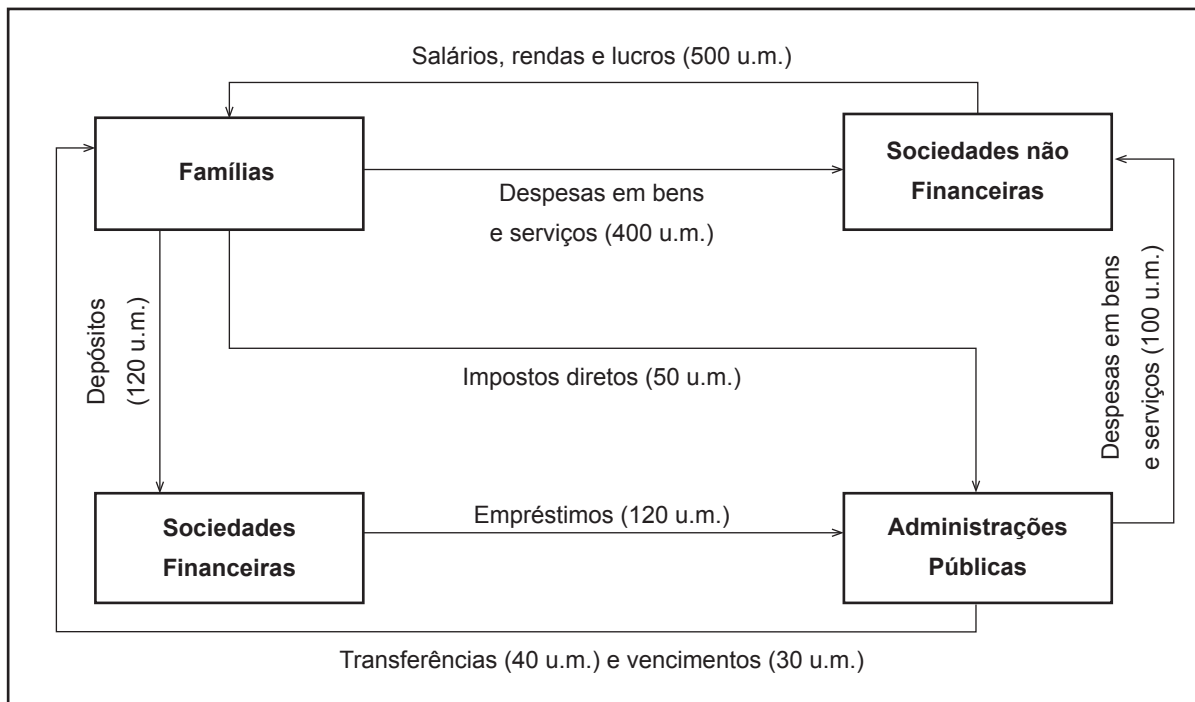 Salários, rendas e lucros (500 u.m.)
Famílias
Sociedades não
Financeiras
Despesas em bens
e serviços (400 u.m.)
Depósitos
(120 u.m.)
Despesas em bens
e serviços (100 u.m.)
Impostos diretos (50 u.m.)
Sociedades
Financeiras
Empréstimos (120 u.m.)
Administrações
Públicas
Transferências (40 u.m.) e vencimentos (30 u.m.)